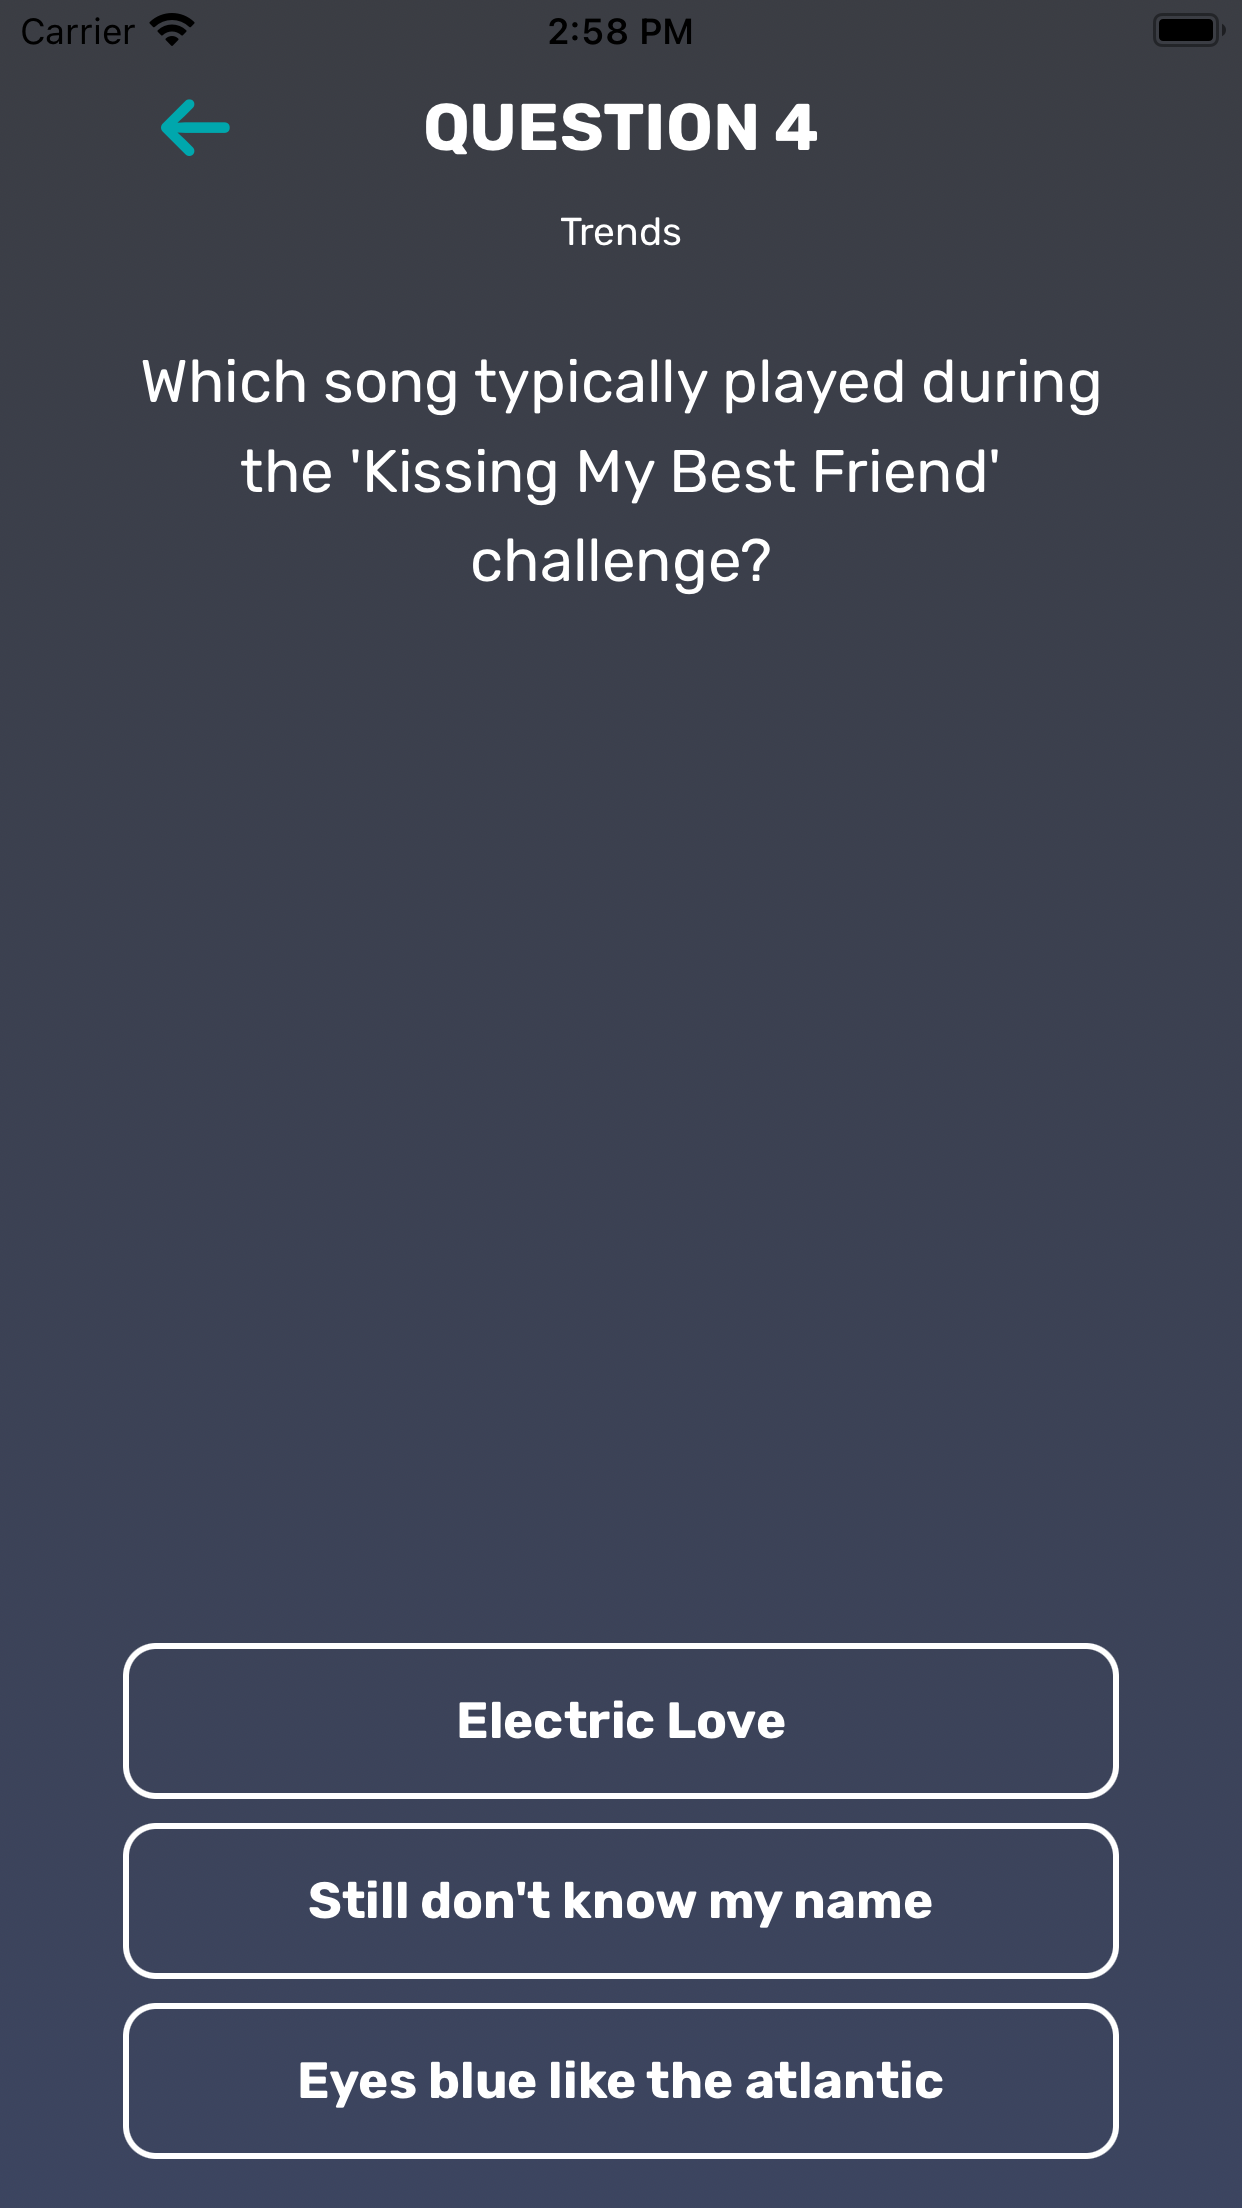 Carrier 2:58 PM
QUESTION 4
Trends
Which song typically played during
the 'Kissing My Best Friend'
challenge?
Electric Love
Still don't know my name
Eyes blue like the atlantic